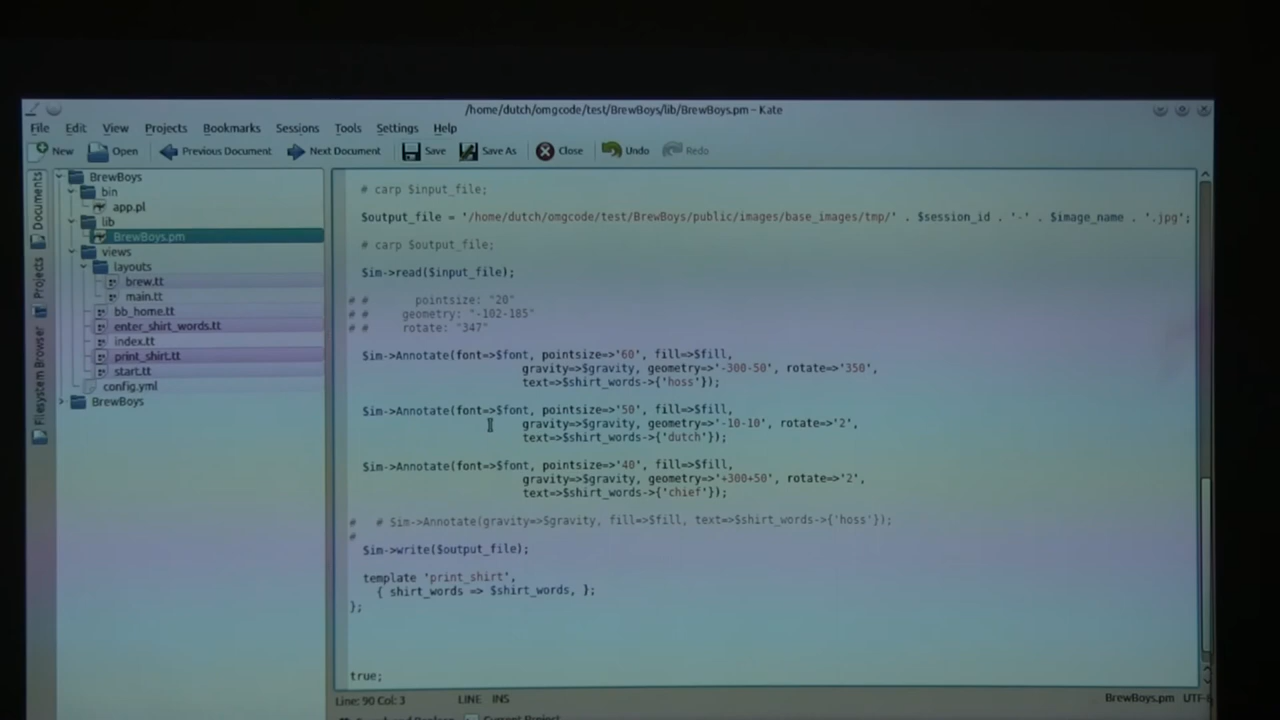 /home/dutch/omgcode/test/BrewBoys/lib/BrewBoys.pm – Kate
File Edit View Projects Bookmarks Sessions Tools Settings Help
New Open Previous Document Next Document Save Save As Close Undo Redo
Documents
Projects
Filesystem Browser
BrewBoys
bin
app.pl
lib
BrewBoys.pm
views
layouts
brew.tt
main.tt
bb_home.tt
enter_shirt_words.tt
index.tt
print_shirt.tt
start.tt
config.yml
BrewBoys
# carp $input_file;
$output_file = '/home/dutch/omgcode/test/BrewBoys/public/images/base_images/tmp/' . $session_id . '-' . $image_name . '.jpg';
# carp $output_file;
$im->read($input_file);
# # pointsize: "20"
# # geometry: "-102-185"
# # rotate: "347"
$im->Annotate(font=>$font, pointsize=>'60', fill=>$fill,
gravity=>$gravity, geometry=>'-300-50', rotate=>'350',
text=>$shirt_words->{'hoss'});
$im->Annotate(font=>$font, pointsize=>'50', fill=>$fill,
gravity=>$gravity, geometry=>'-10-10', rotate=>'2',
text=>$shirt_words->{'dutch'});
$im->Annotate(font=>$font, pointsize=>'40', fill=>$fill,
gravity=>$gravity, geometry=>'+300+50', rotate=>'2',
text=>$shirt_words->{'chief'});
# # $im->Annotate(gravity=>$gravity, fill=>$fill, text=>$shirt_words->{'hoss'});
#
$im->write($output_file);
template 'print_shirt',
{ shirt_words => $shirt_words, };
};
true;
Line: 90 Col: 3 LINE INS BrewBoys.pm UTF-8
Current Project